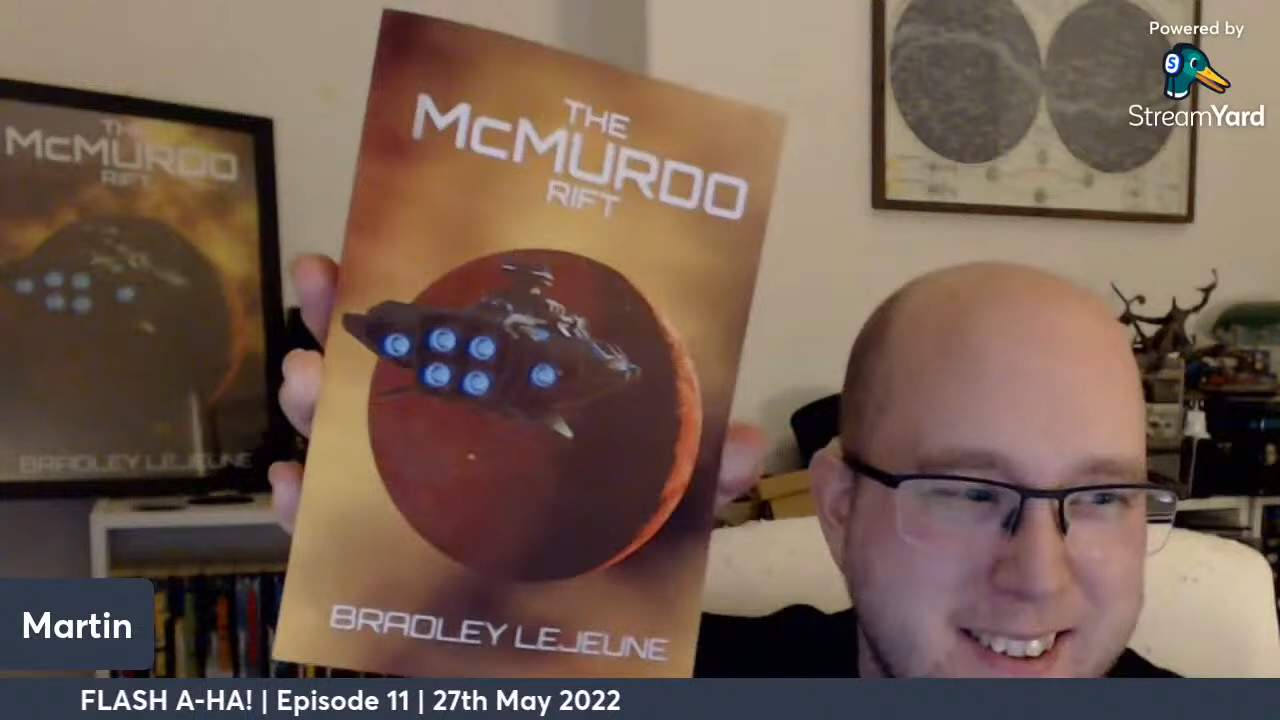 Powered by
StreamYard
THE
McMURDO
RIFT
BRADLEY LEJEUNE
THE
McMURDO
RIFT
BRADLEY LEJEUNE
Martin
FLASH A-HA! | Episode 11 | 27th May 2022